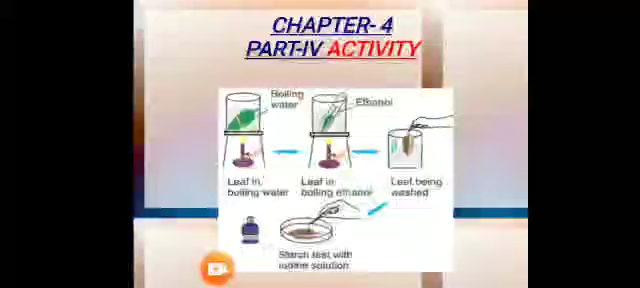 CHAPTER- 4
PART-IV ACTIVITY
Boiling
water
Ethanol
Leaf in
boiling water
Leaf in
boiling ethanol
Leaf being
washed
Starch test with
iodine solution